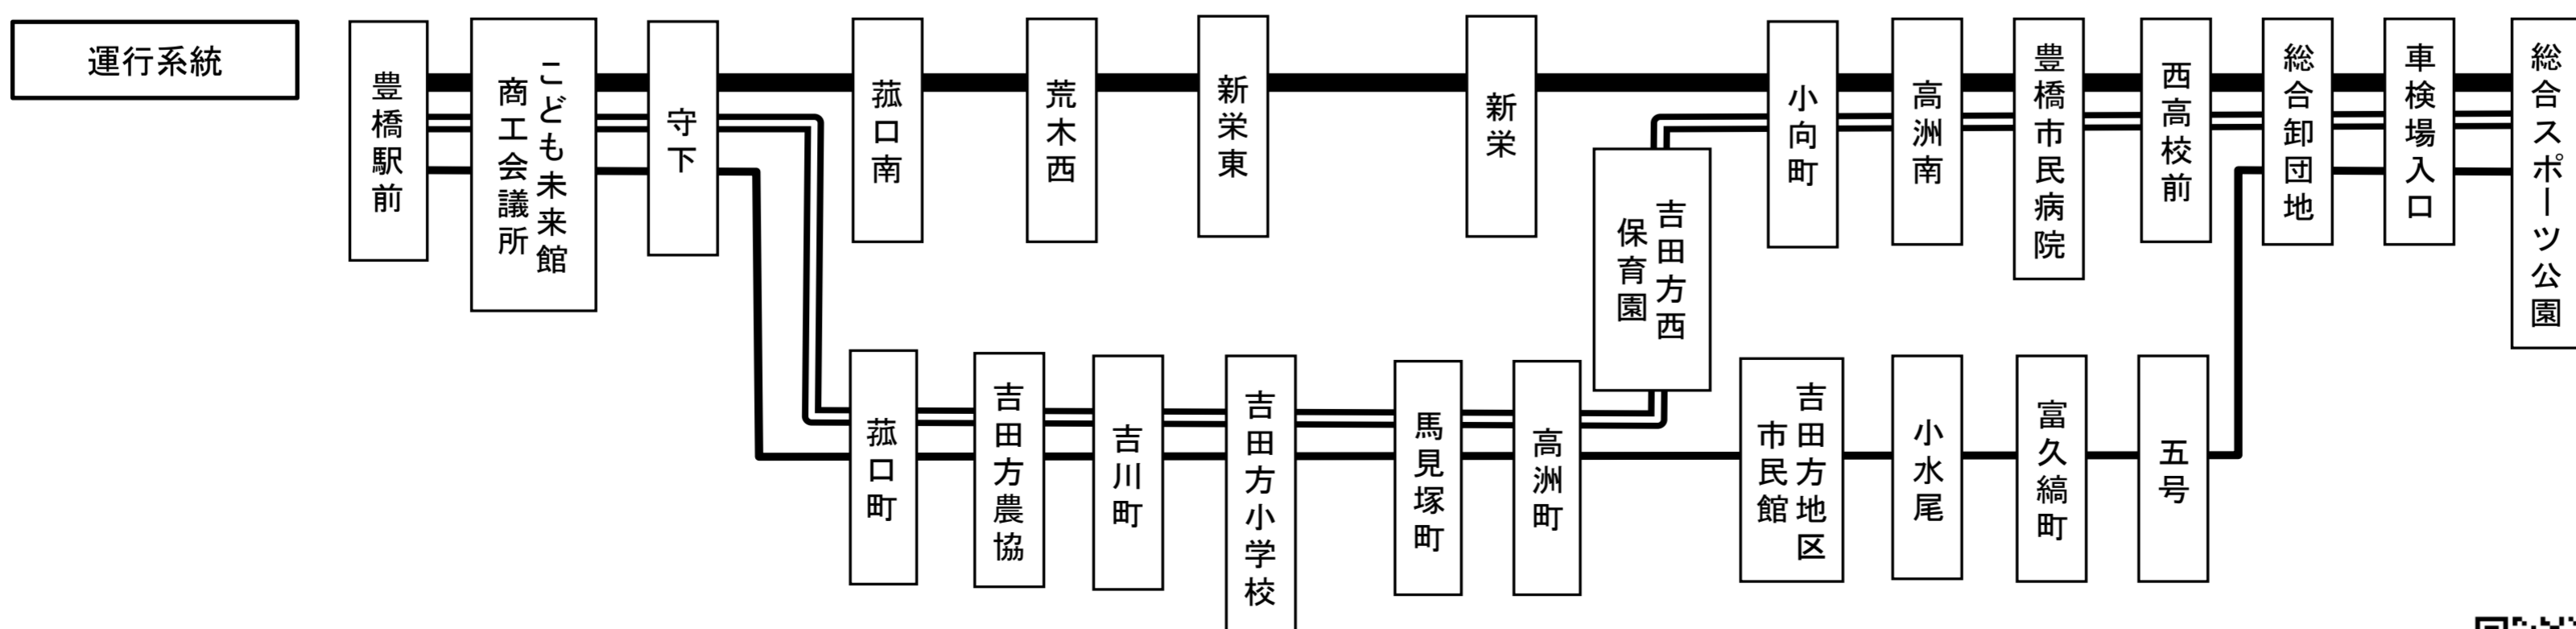 運行系統
豊橋駅前
こども未来館
商工会議所
守下
菰口南
荒木西
新栄東
新栄
吉田方西
保育園
小向町
高洲南
豊橋市民病院
西高校前
総合卸団地
車検場入口
総合スポーツ公園
菰口町
吉田方農協
吉川町
吉田方小学校
馬見塚町
高洲町
吉田方地区
市民館
小水尾
富久縞町
五号